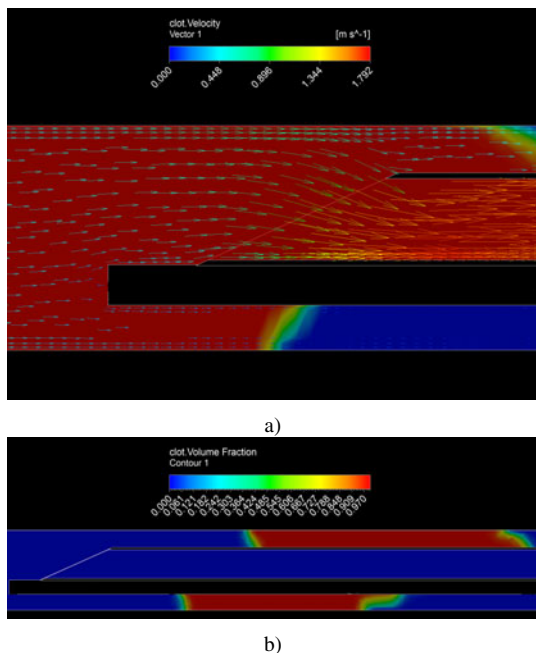 clot.Velocity
Vector 1 [m s^-1]
0.000 0.448 0.896 1.344 1.792
a)
clot.Volume Fraction
Contour 1
0.000 0.061 0.121 0.182 0.242 0.303 0.364 0.424 0.485 0.545 0.606 0.667 0.727 0.788 0.848 0.909 0.970
b)